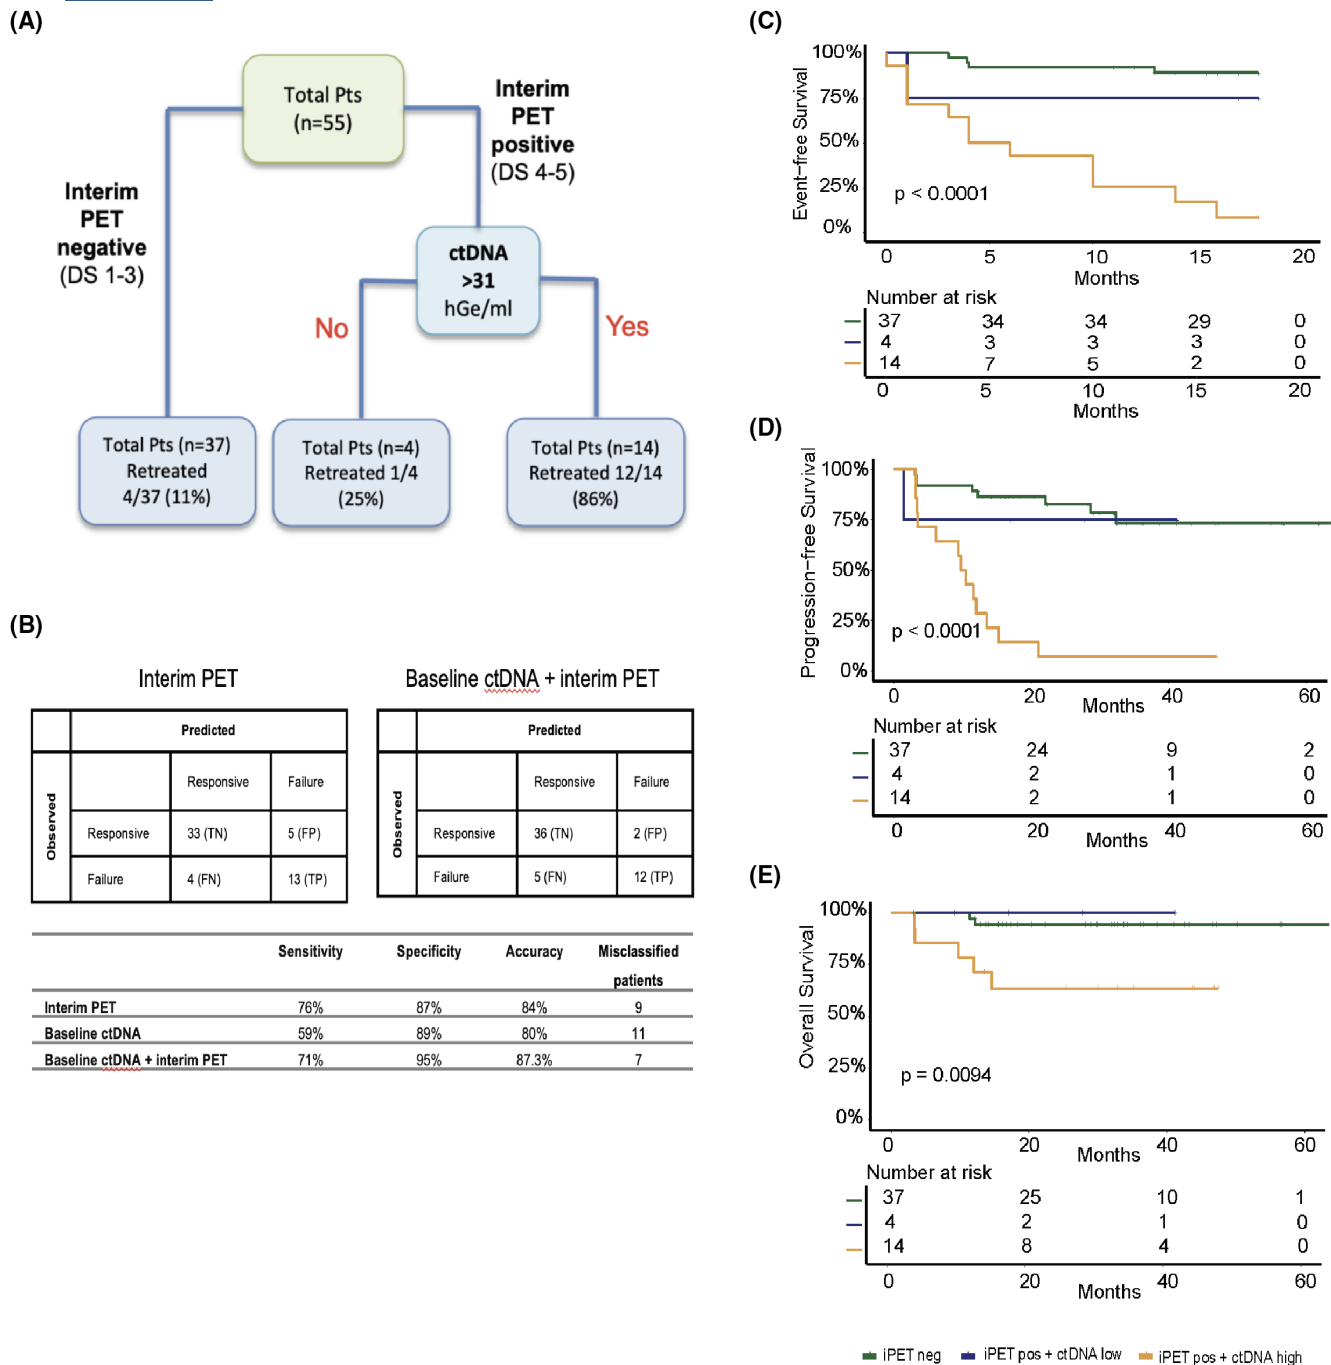 (A)
Total Pts
(n=55)
Interim
PET
positive
(DS 4-5)
Interim
PET
negative
(DS 1-3)
ctDNA
>31
hGe/ml
No
Yes
Total Pts (n=37)
Retreated
4/37 (11%)
Total Pts (n=4)
Retreated 1/4
(25%)
Total Pts (n=14)
Retreated 12/14
(86%)
(B)
Interim PET
Predicted
Observed
Responsive Failure
Responsive 33 (TN) 5 (FP)
Failure 4 (FN) 13 (TP)
Baseline ctDNA + interim PET
Predicted
Observed
Responsive Failure
Responsive 36 (TN) 2 (FP)
Failure 5 (FN) 12 (TP)
Sensitivity Specificity Accuracy Misclassified
patients
Interim PET 76% 87% 84% 9
Baseline ctDNA 59% 89% 80% 11
Baseline ctDNA + interim PET 71% 95% 87.3% 7
(C)
Event-free Survival
100%
75%
50%
25%
0%
p < 0.0001
0 5 10 15 20
Months
Number at risk
37 34 34 29 0
4 3 3 3 0
14 7 5 2 0
0 5 10 15 20
Months
(D)
Progression-free Survival
100%
75%
50%
25%
0%
p < 0.0001
0 20 40 60
Months
Number at risk
37 24 9 2
4 2 1 0
14 2 1 0
0 20 40 60
Months
(E)
Overall Survival
100%
75%
50%
25%
0%
p = 0.0094
0 20 40 60
Months
Number at risk
37 25 10 1
4 2 1 0
14 8 4 0
0 20 40 60
Months
iPET neg iPET pos + ctDNA low iPET pos + ctDNA high